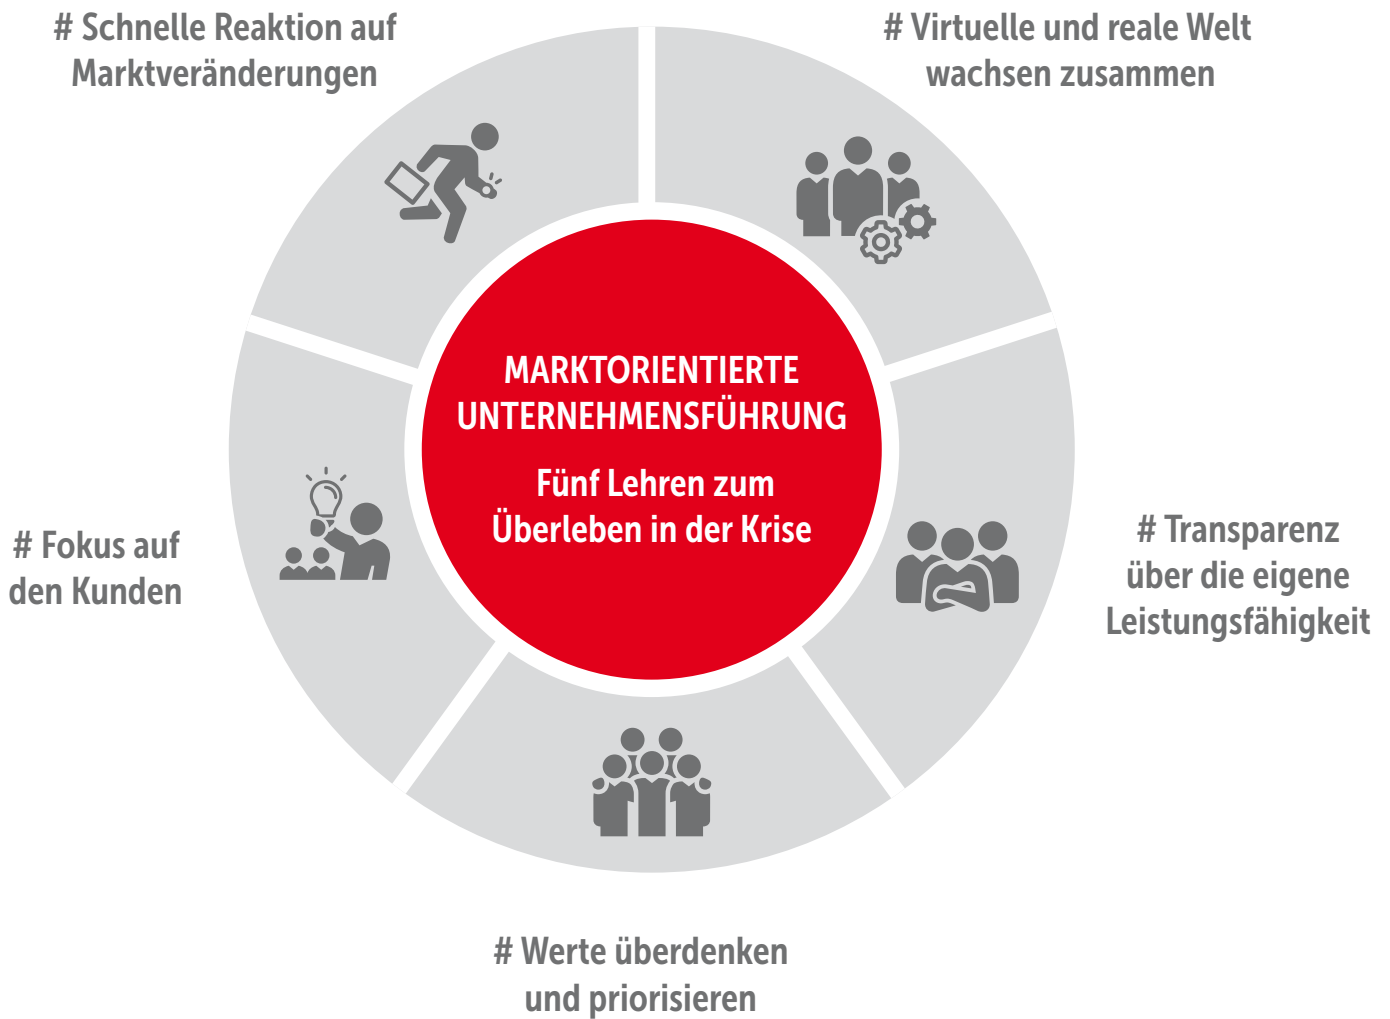 # Schnelle Reaktion auf
Marktveränderungen
# Virtuelle und reale Welt
wachsen zusammen
MARKTORIENTIERTE
UNTERNEHMENSFÜHRUNG
Fünf Lehren zum
Überleben in der Krise
# Fokus auf
den Kunden
# Transparenz
über die eigene
Leistungsfähigkeit
# Werte überdenken
und priorisieren